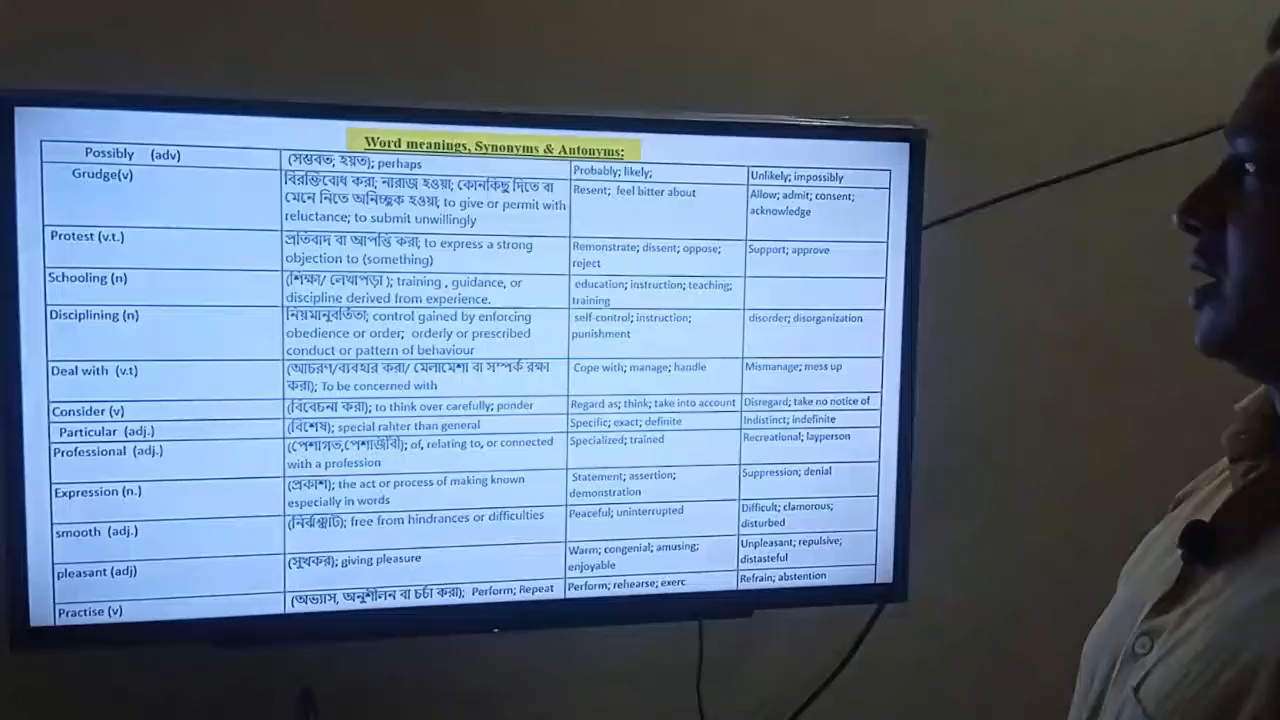 Word meanings, Synonyms & Antonyms:
Possibly (adv)
(সম্ভবত; হয়ত); perhaps
Probably; likely;
Unlikely; impossibly
Grudge(v)
বিরক্তিবোধ করা; নারাজ হওয়া; কোনকিছু দিতে বা
মেনে নিতে অনিচ্ছুক হওয়া; to give or permit with
reluctance; to submit unwillingly
Resent; feel bitter about
Allow; admit; consent;
acknowledge
Protest (v.t.)
প্রতিবাদ বা আপত্তি করা; to express a strong
objection to (something)
Remonstrate; dissent; oppose;
reject
Support; approve
Schooling (n)
(শিক্ষা/ লেখাপড়া ); training , guidance, or
discipline derived from experience.
education; instruction; teaching;
training
Disciplining (n)
নিয়মানুবর্তিতা; control gained by enforcing
obedience or order; orderly or prescribed
conduct or pattern of behaviour
self-control; instruction;
punishment
disorder; disorganization
Deal with (v.t)
(আচরণ/ব্যবহার করা/ মেলামেশা বা সম্পর্ক রক্ষা
করা); To be concerned with
Cope with; manage; handle
Mismanage; mess up
Consider (v)
(বিবেচনা করা); to think over carefully; ponder
Regard as; think; take into account
Disregard; take no notice of
Particular (adj.)
(বিশেষ); special rahter than general
Specific; exact; definite
Indistinct; indefinite
Professional (adj.)
(পেশাগত,পেশাজীবী); of, relating to, or connected
with a profession
Specialized; trained
Recreational; layperson
Expression (n.)
(প্রকাশ); the act or process of making known
especially in words
Statement; assertion;
demonstration
Suppression; denial
smooth (adj.)
(নির্ঝঞ্ঝাট); free from hindrances or difficulties
Peaceful; uninterrupted
Difficult; clamorous;
disturbed
pleasant (adj)
(সুখকর); giving pleasure
Warm; congenial; amusing;
enjoyable
Unpleasant; repulsive;
distasteful
Practise (v)
(অভ্যাস, অনুশীলন বা চর্চা করা); Perform; Repeat
Perform; rehearse; exerc
Refrain; abstention